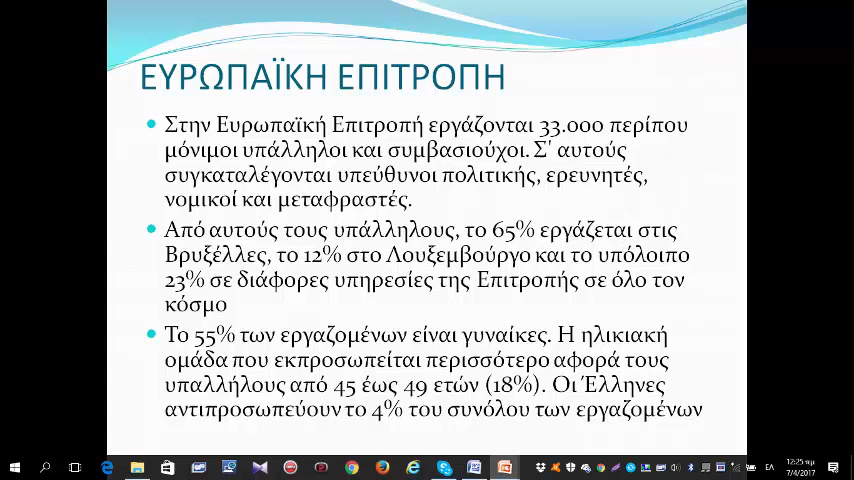 ΕΥΡΩΠΑΪΚΗ ΕΠΙΤΡΟΠΗ
Στην Ευρωπαϊκή Επιτροπή εργάζονται 33.000 περίπου
μόνιμοι υπάλληλοι και συμβασιούχοι. Σ' αυτούς
συγκαταλέγονται υπεύθυνοι πολιτικής, ερευνητές,
νομικοί και μεταφραστές.
Από αυτούς τους υπάλληλους, το 65% εργάζεται στις
Βρυξέλλες, το 12% στο Λουξεμβούργο και το υπόλοιπο
23% σε διάφορες υπηρεσίες της Επιτροπής σε όλο τον
κόσμο
Το 55% των εργαζομένων είναι γυναίκες. Η ηλικιακή
ομάδα που εκπροσωπείται περισσότερο αφορά τους
υπαλλήλους από 45 έως 49 ετών (18%). Οι Έλληνες
αντιπροσωπεύουν το 4% του συνόλου των εργαζομένων
ΕΛ
12:25 πμ
7/4/2017